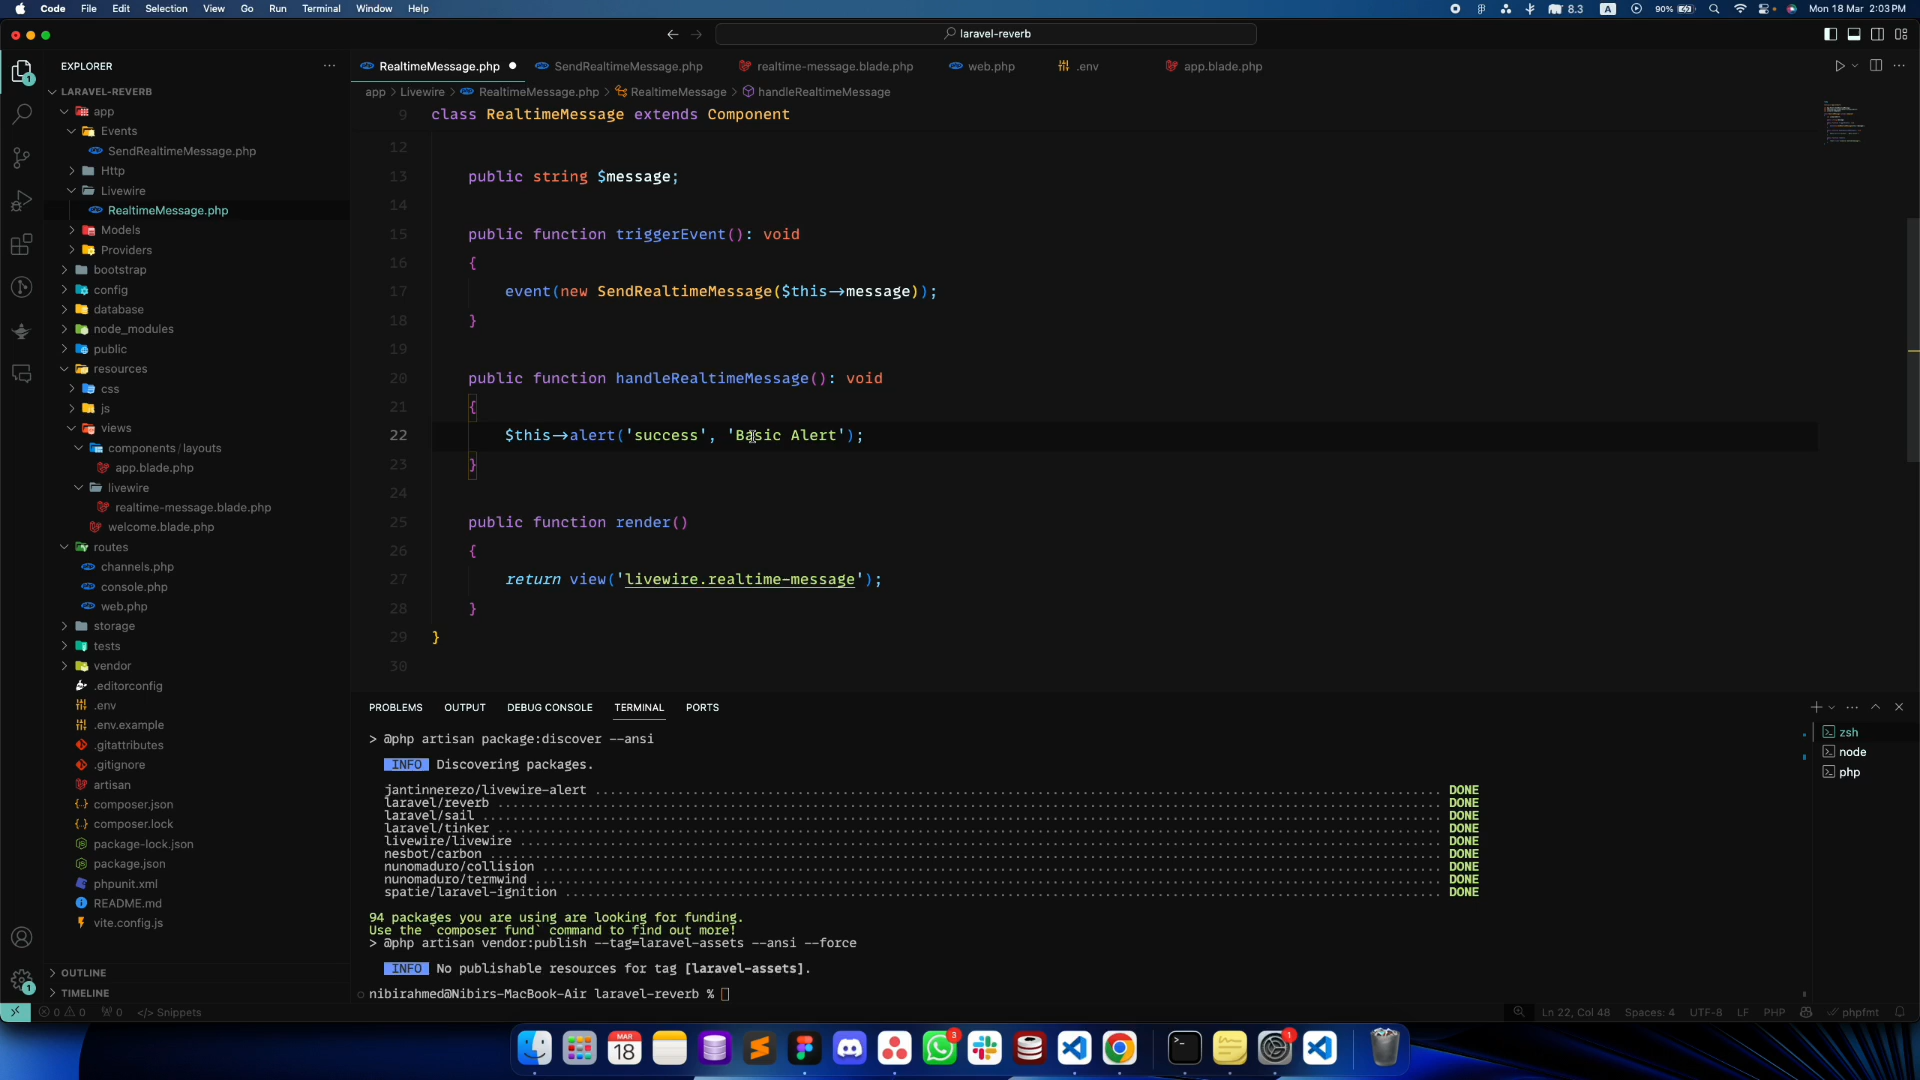 Code File Edit Selection View Go Run Terminal Window Help
8.3 A 90% Mon 18 Mar 2:03 PM
laravel-reverb
EXPLORER
RealtimeMessage.php SendRealtimeMessage.php realtime-message.blade.php web.php .env app.blade.php
app > Livewire > RealtimeMessage.php > RealtimeMessage > handleRealtimeMessage
LARAVEL-REVERB
app
Events
SendRealtimeMessage.php
Http
Livewire
RealtimeMessage.php
Models
Providers
bootstrap
config
database
node_modules
public
resources
css
js
views
components/layouts
app.blade.php
livewire
realtime-message.blade.php
welcome.blade.php
routes
channels.php
console.php
web.php
storage
tests
vendor
.editorconfig
.env
.env.example
.gitattributes
.gitignore
artisan
composer.json
composer.lock
package-lock.json
package.json
phpunit.xml
README.md
vite.config.js
OUTLINE
TIMELINE
9 class RealtimeMessage extends Component
12
13 public string $message;
14
15 public function triggerEvent(): void
16 {
17 event(new SendRealtimeMessage($this->message));
18 }
19
20 public function handleRealtimeMessage(): void
21 {
22 $this->alert('success', 'Basic Alert');
23 }
24
25 public function render()
26 {
27 return view('livewire.realtime-message');
28 }
29 }
30
PROBLEMS OUTPUT DEBUG CONSOLE TERMINAL PORTS
> @php artisan package:discover --ansi
INFO Discovering packages.
jantinnerezo/livewire-alert DONE
laravel/reverb DONE
laravel/sail DONE
laravel/tinker DONE
livewire/livewire DONE
nesbot/carbon DONE
nunomaduro/collision DONE
nunomaduro/termwind DONE
spatie/laravel-ignition DONE
94 packages you are using are looking for funding.
Use the `composer fund` command to find out more!
> @php artisan vendor:publish --tag=laravel-assets --ansi --force
INFO No publishable resources for tag [laravel-assets].
nibirahmed@Nibirs-MacBook-Air laravel-reverb %
zsh
node
php
0 0 0 </> Snippets Ln 22, Col 48 Spaces: 4 UTF-8 LF PHP phpfmt
1
1
MAR
18
3
1